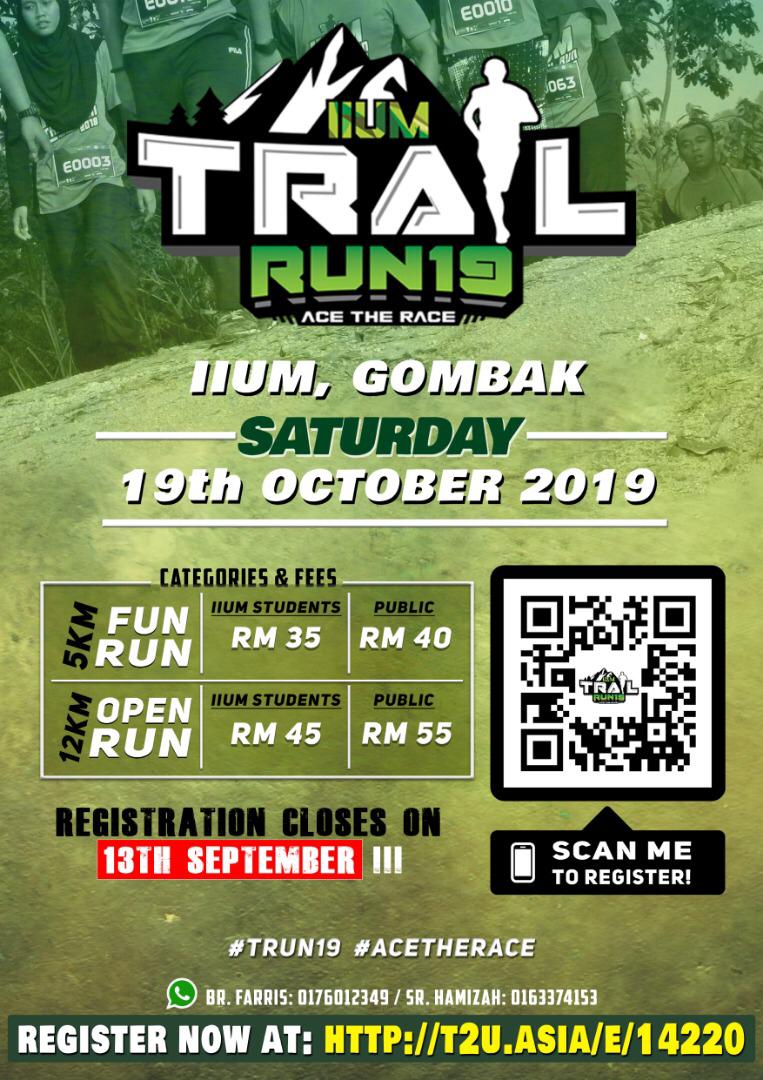 E0010
E0003
0063
IIUM
TRAIL
RUN19
ACE THE RACE
IIUM, GOMBAK
SATURDAY
19th OCTOBER 2019
CATEGORIES & FEES
5KM FUN RUN
IIUM STUDENTS PUBLIC
RM 35 RM 40
12KM OPEN RUN
IIUM STUDENTS PUBLIC
RM 45 RM 55
REGISTRATION CLOSES ON
13TH SEPTEMBER !!!
SCAN ME
TO REGISTER!
#TRUN19 #ACETHERACE
BR. FARRIS: 0176012349 / SR. HAMIZAH: 0163374153
REGISTER NOW AT: HTTP://T2U.ASIA/E/14220